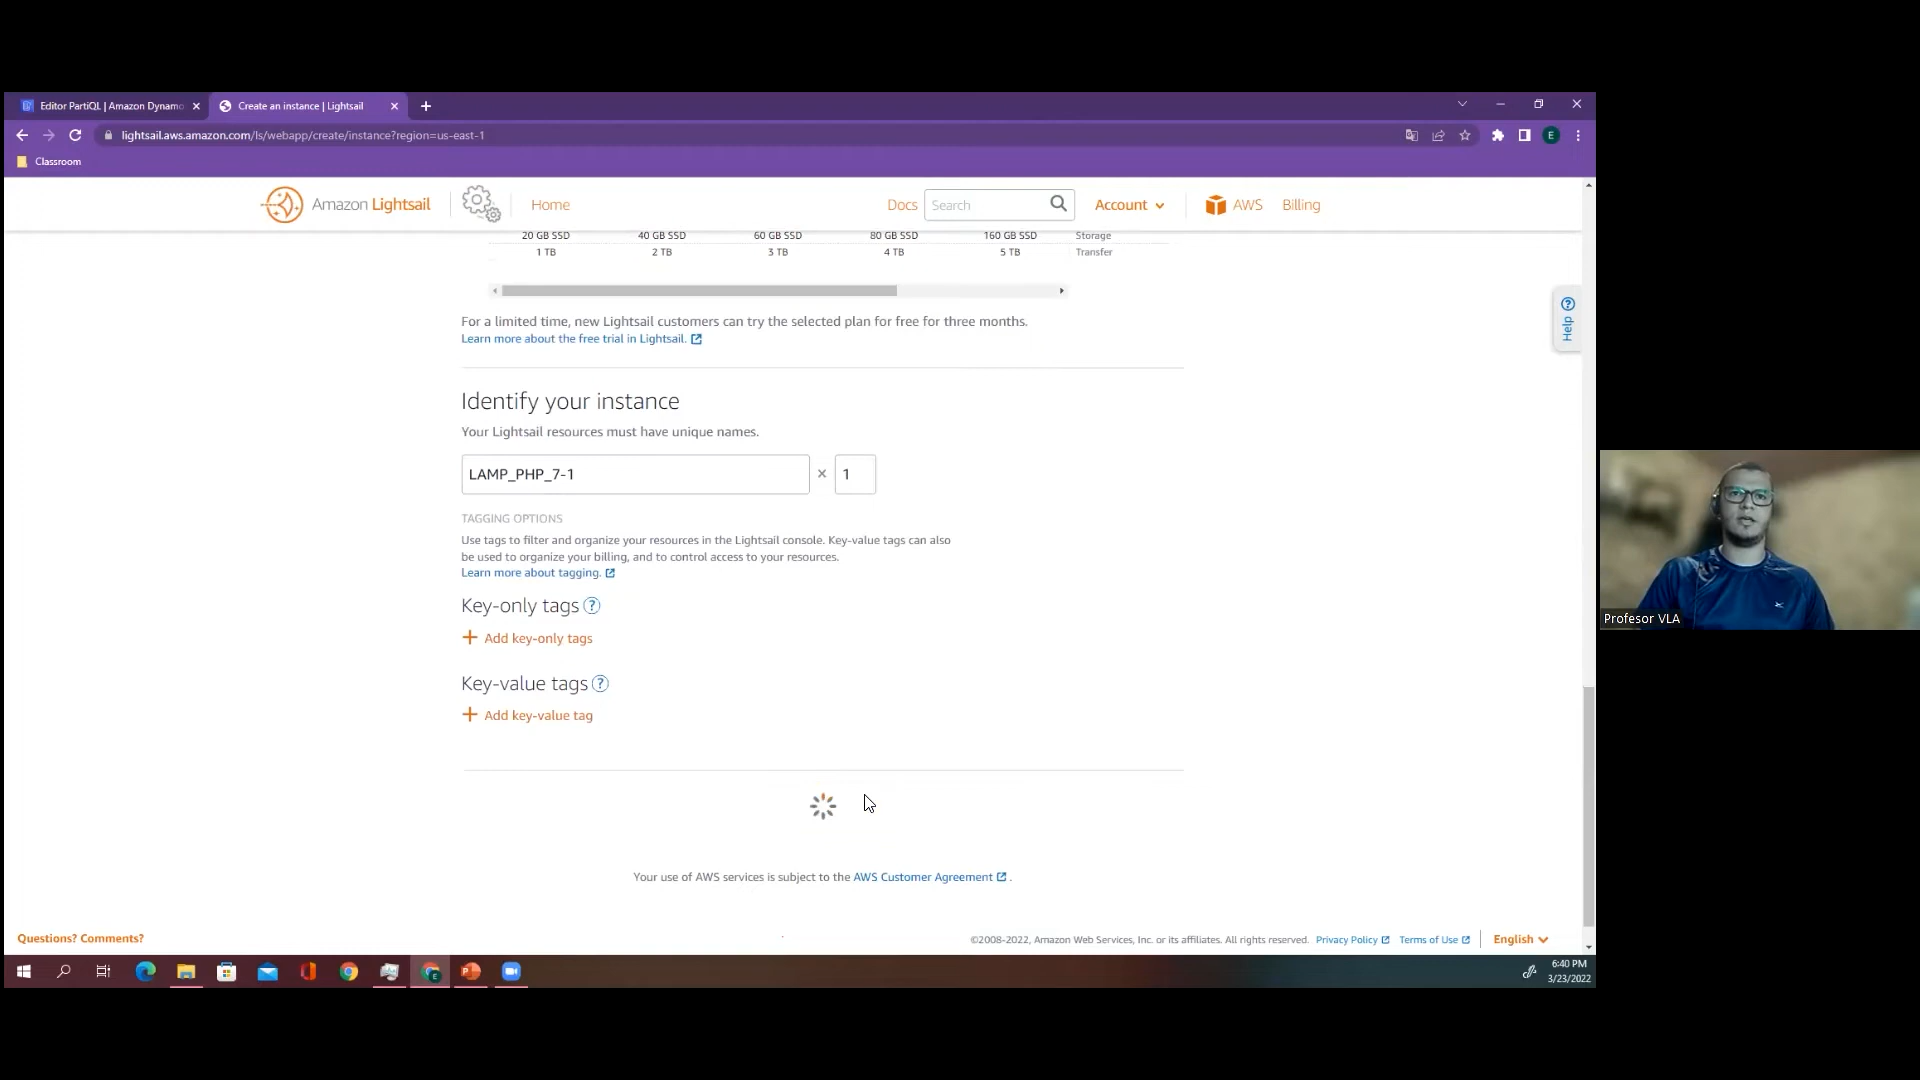 Editor PartiQL | Amazon Dynamo
Create an instance | Lightsail
lightsail.aws.amazon.com/ls/webapp/create/instance?region=us-east-1
E
Classroom
Amazon Lightsail
Home
Docs
Search
Account
AWS
Billing
20 GB SSD 40 GB SSD 60 GB SSD 80 GB SSD 160 GB SSD Storage
1 TB 2 TB 3 TB 4 TB 5 TB Transfer
Help
For a limited time, new Lightsail customers can try the selected plan for free for three months.
Learn more about the free trial in Lightsail.
Identify your instance
Your Lightsail resources must have unique names.
LAMP_PHP_7-1 × 1
TAGGING OPTIONS
Use tags to filter and organize your resources in the Lightsail console. Key-value tags can also
be used to organize your billing, and to control access to your resources.
Learn more about tagging.
Key-only tags ?
+ Add key-only tags
Key-value tags ?
+ Add key-value tag
Profesor VLA
Your use of AWS services is subject to the AWS Customer Agreement .
Questions? Comments?
©2008-2022, Amazon Web Services, Inc. or its affiliates. All rights reserved. Privacy Policy Terms of Use English
6:40 PM
3/23/2022